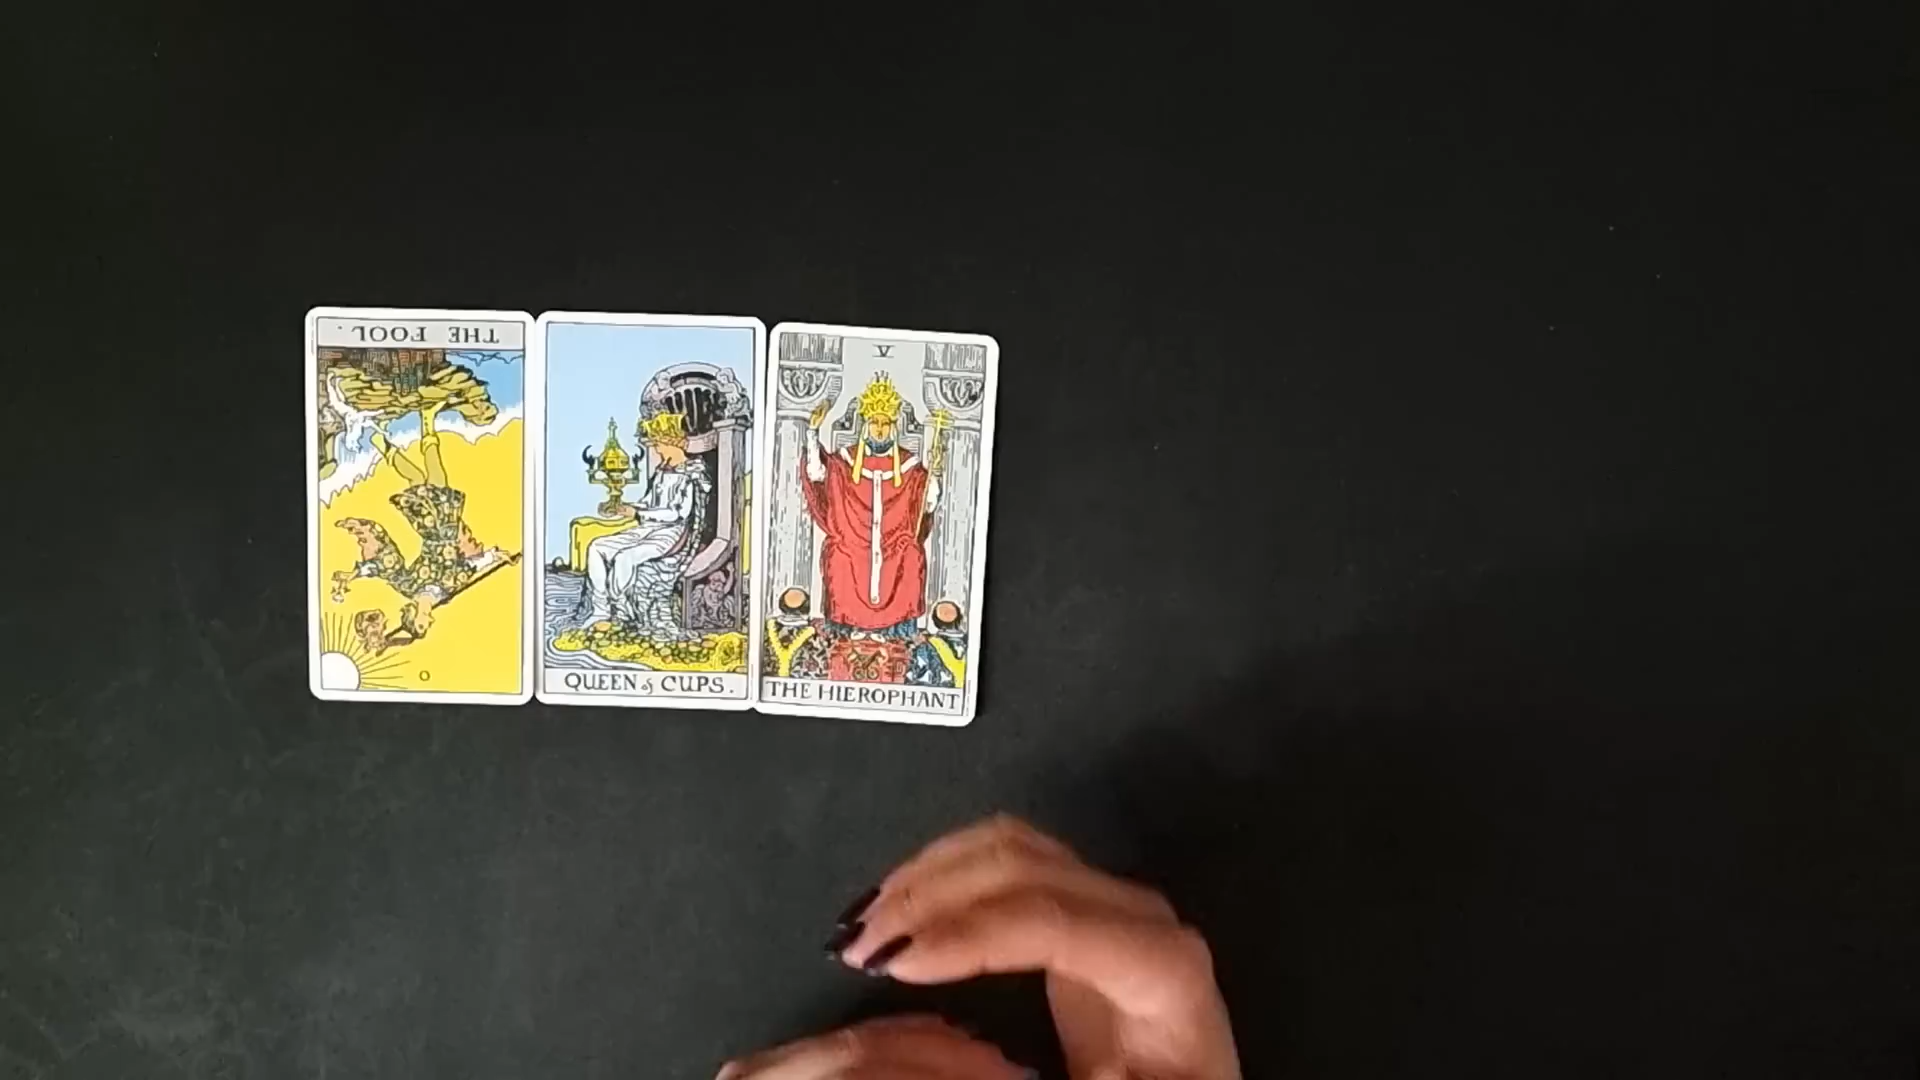 THE FOOL.
0
QUEEN of CUPS.
V
THE HIEROPHANT